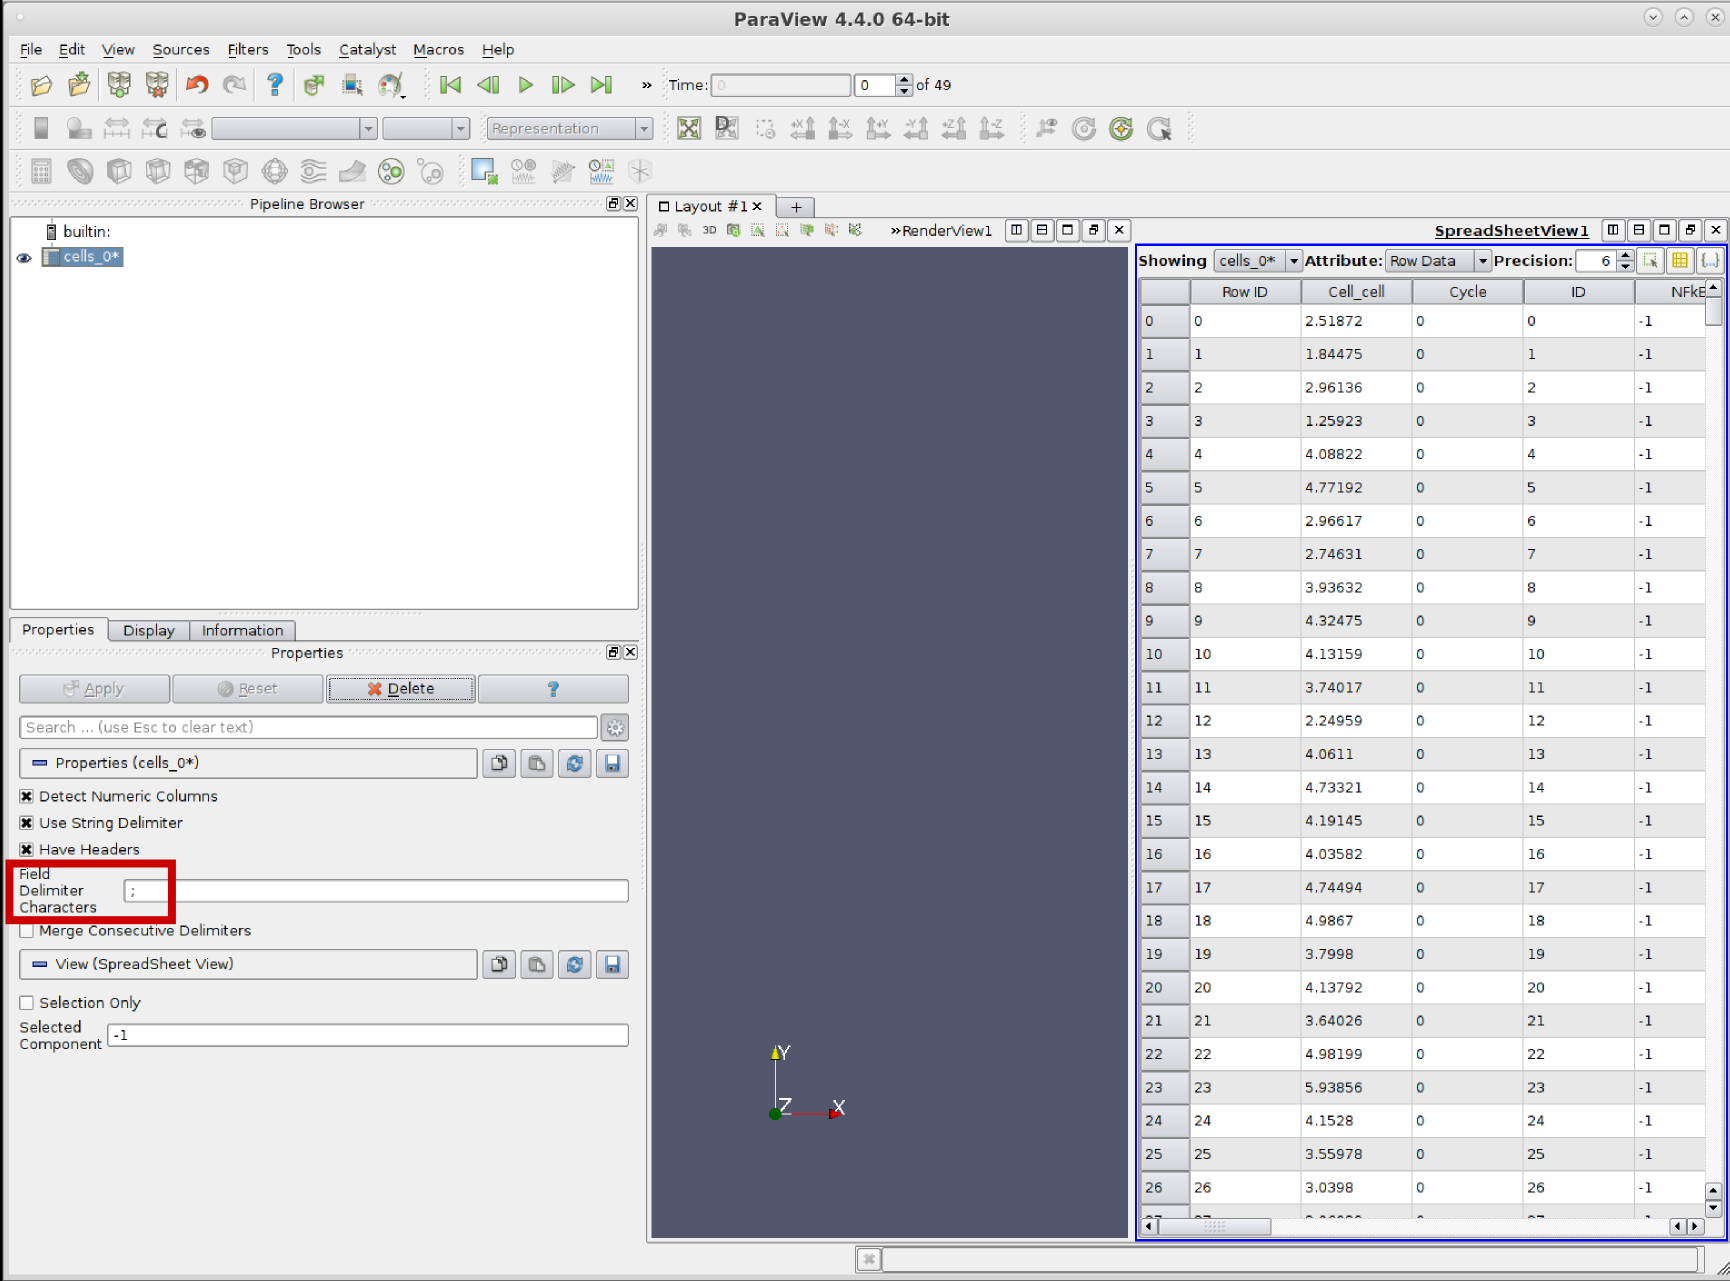 ParaView 4.4.0 64-bit
File Edit View Sources Filters Tools Catalyst Macros Help
» Time: 0 0 of 49
Representation
Pipeline Browser
builtin:
cells_0*
Properties Display Information
Properties
Apply Reset Delete ?
Search ... (use Esc to clear text)
Properties (cells_0*)
Detect Numeric Columns
Use String Delimiter
Have Headers
Field
Delimiter
Characters
;
Merge Consecutive Delimiters
View (SpreadSheet View)
Selection Only
Selected
Component
-1
Layout #1 +
3D »RenderView1
Y
Z X
SpreadSheetView1
Showing cells_0* Attribute: Row Data Precision: 6
Row ID Cell_cell Cycle ID
0 0 2.51872 0 0 -1
1 1 1.84475 0 1 -1
2 2 2.96136 0 2 -1
3 3 1.25923 0 3 -1
4 4 4.08822 0 4 -1
5 5 4.77192 0 5 -1
6 6 2.96617 0 6 -1
7 7 2.74631 0 7 -1
8 8 3.93632 0 8 -1
9 9 4.32475 0 9 -1
10 10 4.13159 0 10 -1
11 11 3.74017 0 11 -1
12 12 2.24959 0 12 -1
13 13 4.0611 0 13 -1
14 14 4.73321 0 14 -1
15 15 4.19145 0 15 -1
16 16 4.03582 0 16 -1
17 17 4.74494 0 17 -1
18 18 4.9867 0 18 -1
19 19 3.7998 0 19 -1
20 20 4.13792 0 20 -1
21 21 3.64026 0 21 -1
22 22 4.98199 0 22 -1
23 23 5.93856 0 23 -1
24 24 4.1528 0 24 -1
25 25 3.55978 0 25 -1
26 26 3.0398 0 26 -1